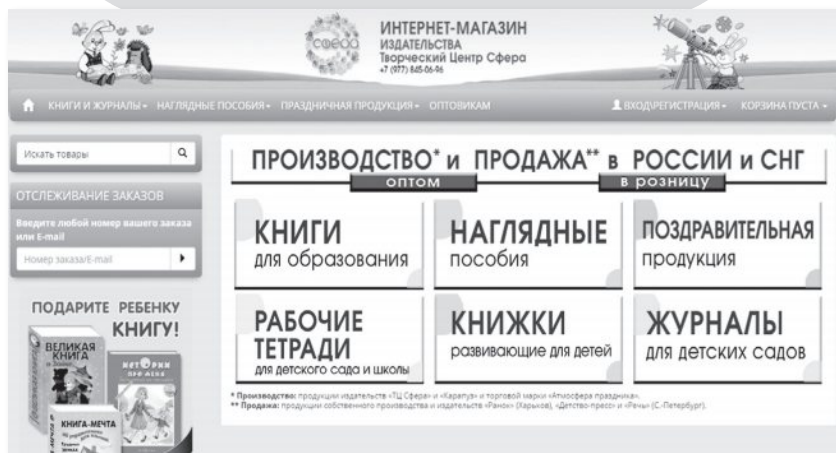 сфера
ИНТЕРНЕТ-МАГАЗИН
ИЗДАТЕЛЬСТВА
Творческий Центр Сфера
+7 (977) 845-06-96
КНИГИ И ЖУРНАЛЫ НАГЛЯДНЫЕ ПОСОБИЯ ПРАЗДНИЧНАЯ ПРОДУКЦИЯ ОПТОВИКАМ ВХОД\РЕГИСТРАЦИЯ КОРЗИНА ПУСТА
Искать товары
ОТСЛЕЖИВАНИЕ ЗАКАЗОВ
Введите любой номер вашего заказа
или E-mail
Номер заказа/E-mail
ПОДАРИТЕ РЕБЕНКУ
КНИГУ!
ВЕЛИКАЯ
КНИГА
ИСТОРИИ
ПРО МЕНЯ
КНИГА-МЕЧТА
ПРОИЗВОДСТВО* и ПРОДАЖА** в РОССИИ и СНГ
ОПТОМ в розницу
КНИГИ
для образования
НАГЛЯДНЫЕ
пособия
ПОЗДРАВИТЕЛЬНАЯ
продукция
РАБОЧИЕ
ТЕТРАДИ
для детского сада и школы
КНИЖКИ
развивающие для детей
ЖУРНАЛЫ
для детских садов
* Производство: продукции издательств «ТЦ Сфера» и «Карапуз» и торговой марки «Атмосфера праздника».
** Продажа: продукции собственного производства и издательств «Ранок» (Харьков), «Детство-пресс» и «Речь» (С.-Петербург).